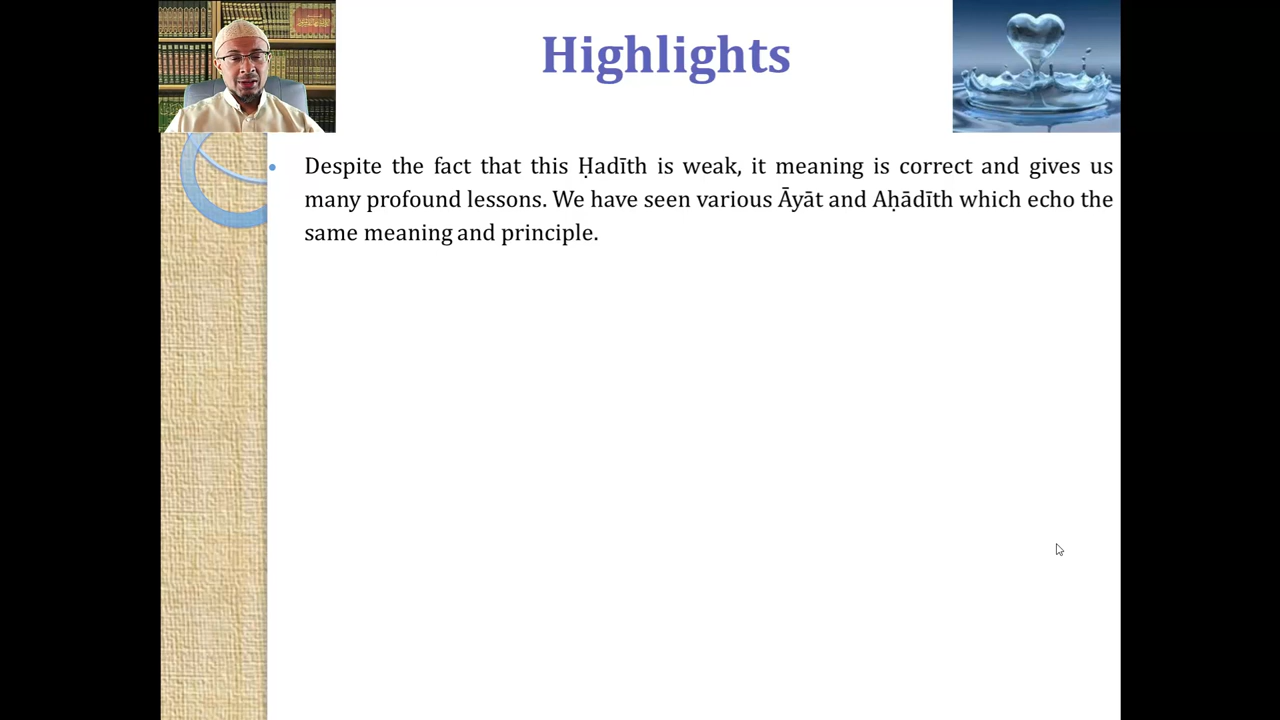 Highlights
• Despite the fact that this Ḥadīth is weak, it meaning is correct and gives us
many profound lessons. We have seen various Āyāt and Aḥādīth which echo the
same meaning and principle.